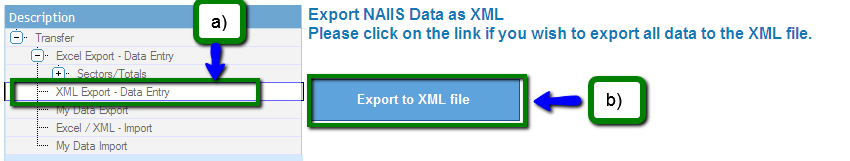 Description
Transfer
Excel Export - Data Entry
Sectors/Totals
XML Export - Data Entry
My Data Export
Excel / XML - Import
My Data Import
a)
Export NAIIS Data as XML
Please click on the link if you wish to export all data to the XML file.
Export to XML file
b)